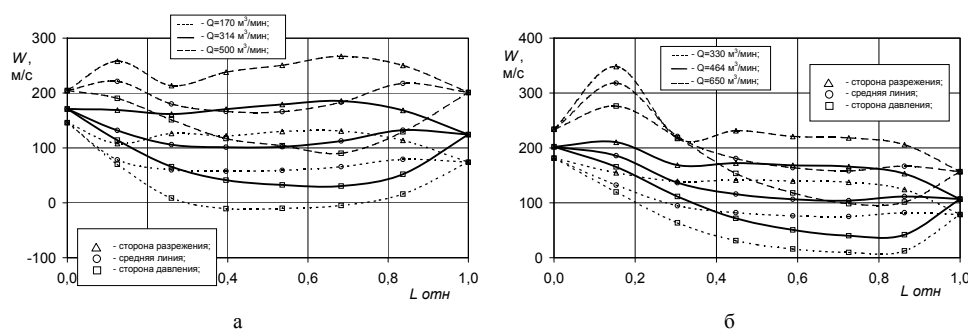 - Q=170 м³/мин;
- Q=314 м³/мин;
- Q=500 м³/мин;
W,
м/с
300
200
100
0
-100
△ - сторона разрежения;
○ - средняя линия;
□ - сторона давления;
0,0 0,2 0,4 0,6 0,8 1,0
L отн
а
- Q=330 м³/мин;
- Q=464 м³/мин;
- Q=650 м³/мин;
W,
м/с
400
300
200
100
0
△ - сторона разрежения;
○ - средняя линия;
□ - сторона давления;
0,0 0,2 0,4 0,6 0,8 1,0
L отн
б